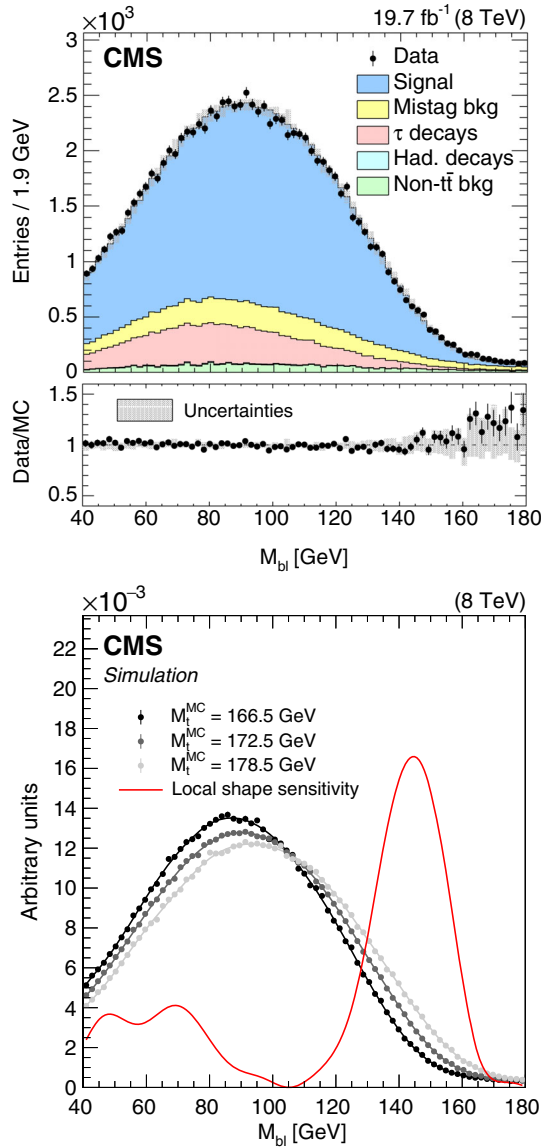 ×10³
19.7 fb⁻¹ (8 TeV)
3
CMS
Data
Signal
Mistag bkg
τ decays
Had. decays
Non-tt̄ bkg
2.5
2
1.5
1
0.5
0
Entries / 1.9 GeV
1.5
1
0.5
Data/MC
Uncertainties
40 60 80 100 120 140 160 180
M_bl [GeV]
×10⁻³
(8 TeV)
CMS
Simulation
M_t^MC = 166.5 GeV
M_t^MC = 172.5 GeV
M_t^MC = 178.5 GeV
Local shape sensitivity
22
20
18
16
14
12
10
8
6
4
2
0
Arbitrary units
40 60 80 100 120 140 160 180
M_bl [GeV]